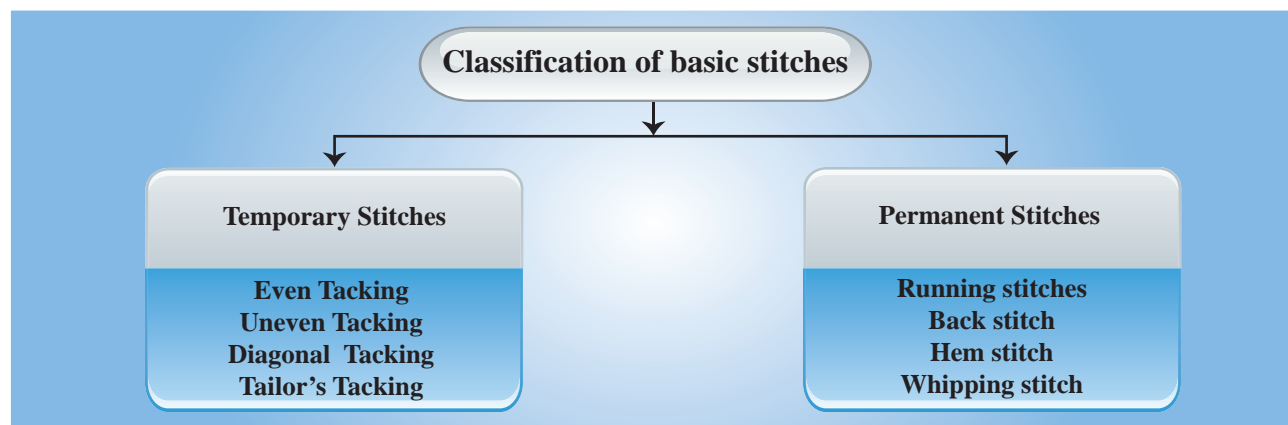 Classification of basic stitches
Temporary Stitches
Even Tacking
Uneven Tacking
Diagonal Tacking
Tailor's Tacking
Permanent Stitches
Running stitches
Back stitch
Hem stitch
Whipping stitch